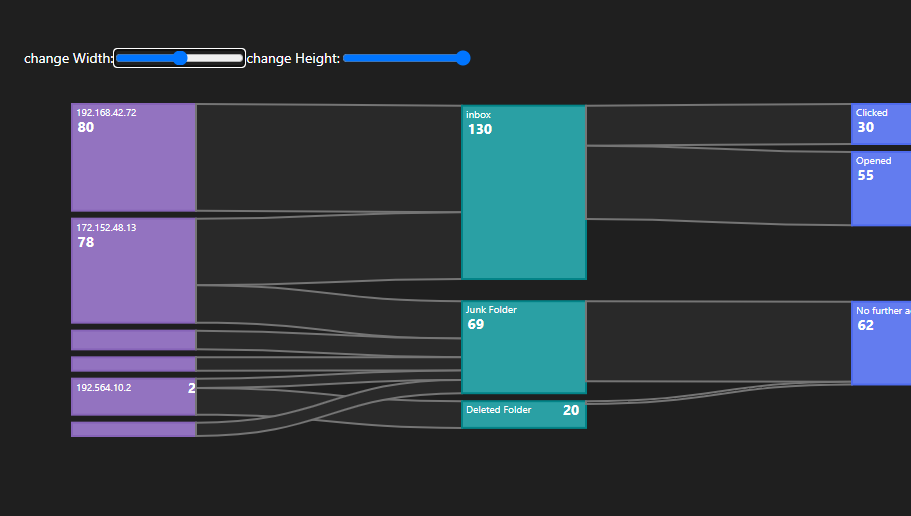 change Width:
change Height:
192.168.42.72
80
172.152.48.13
78
192.564.10.2
2
inbox
130
Junk Folder
69
Deleted Folder
20
Clicked
30
Opened
55
No further a
62